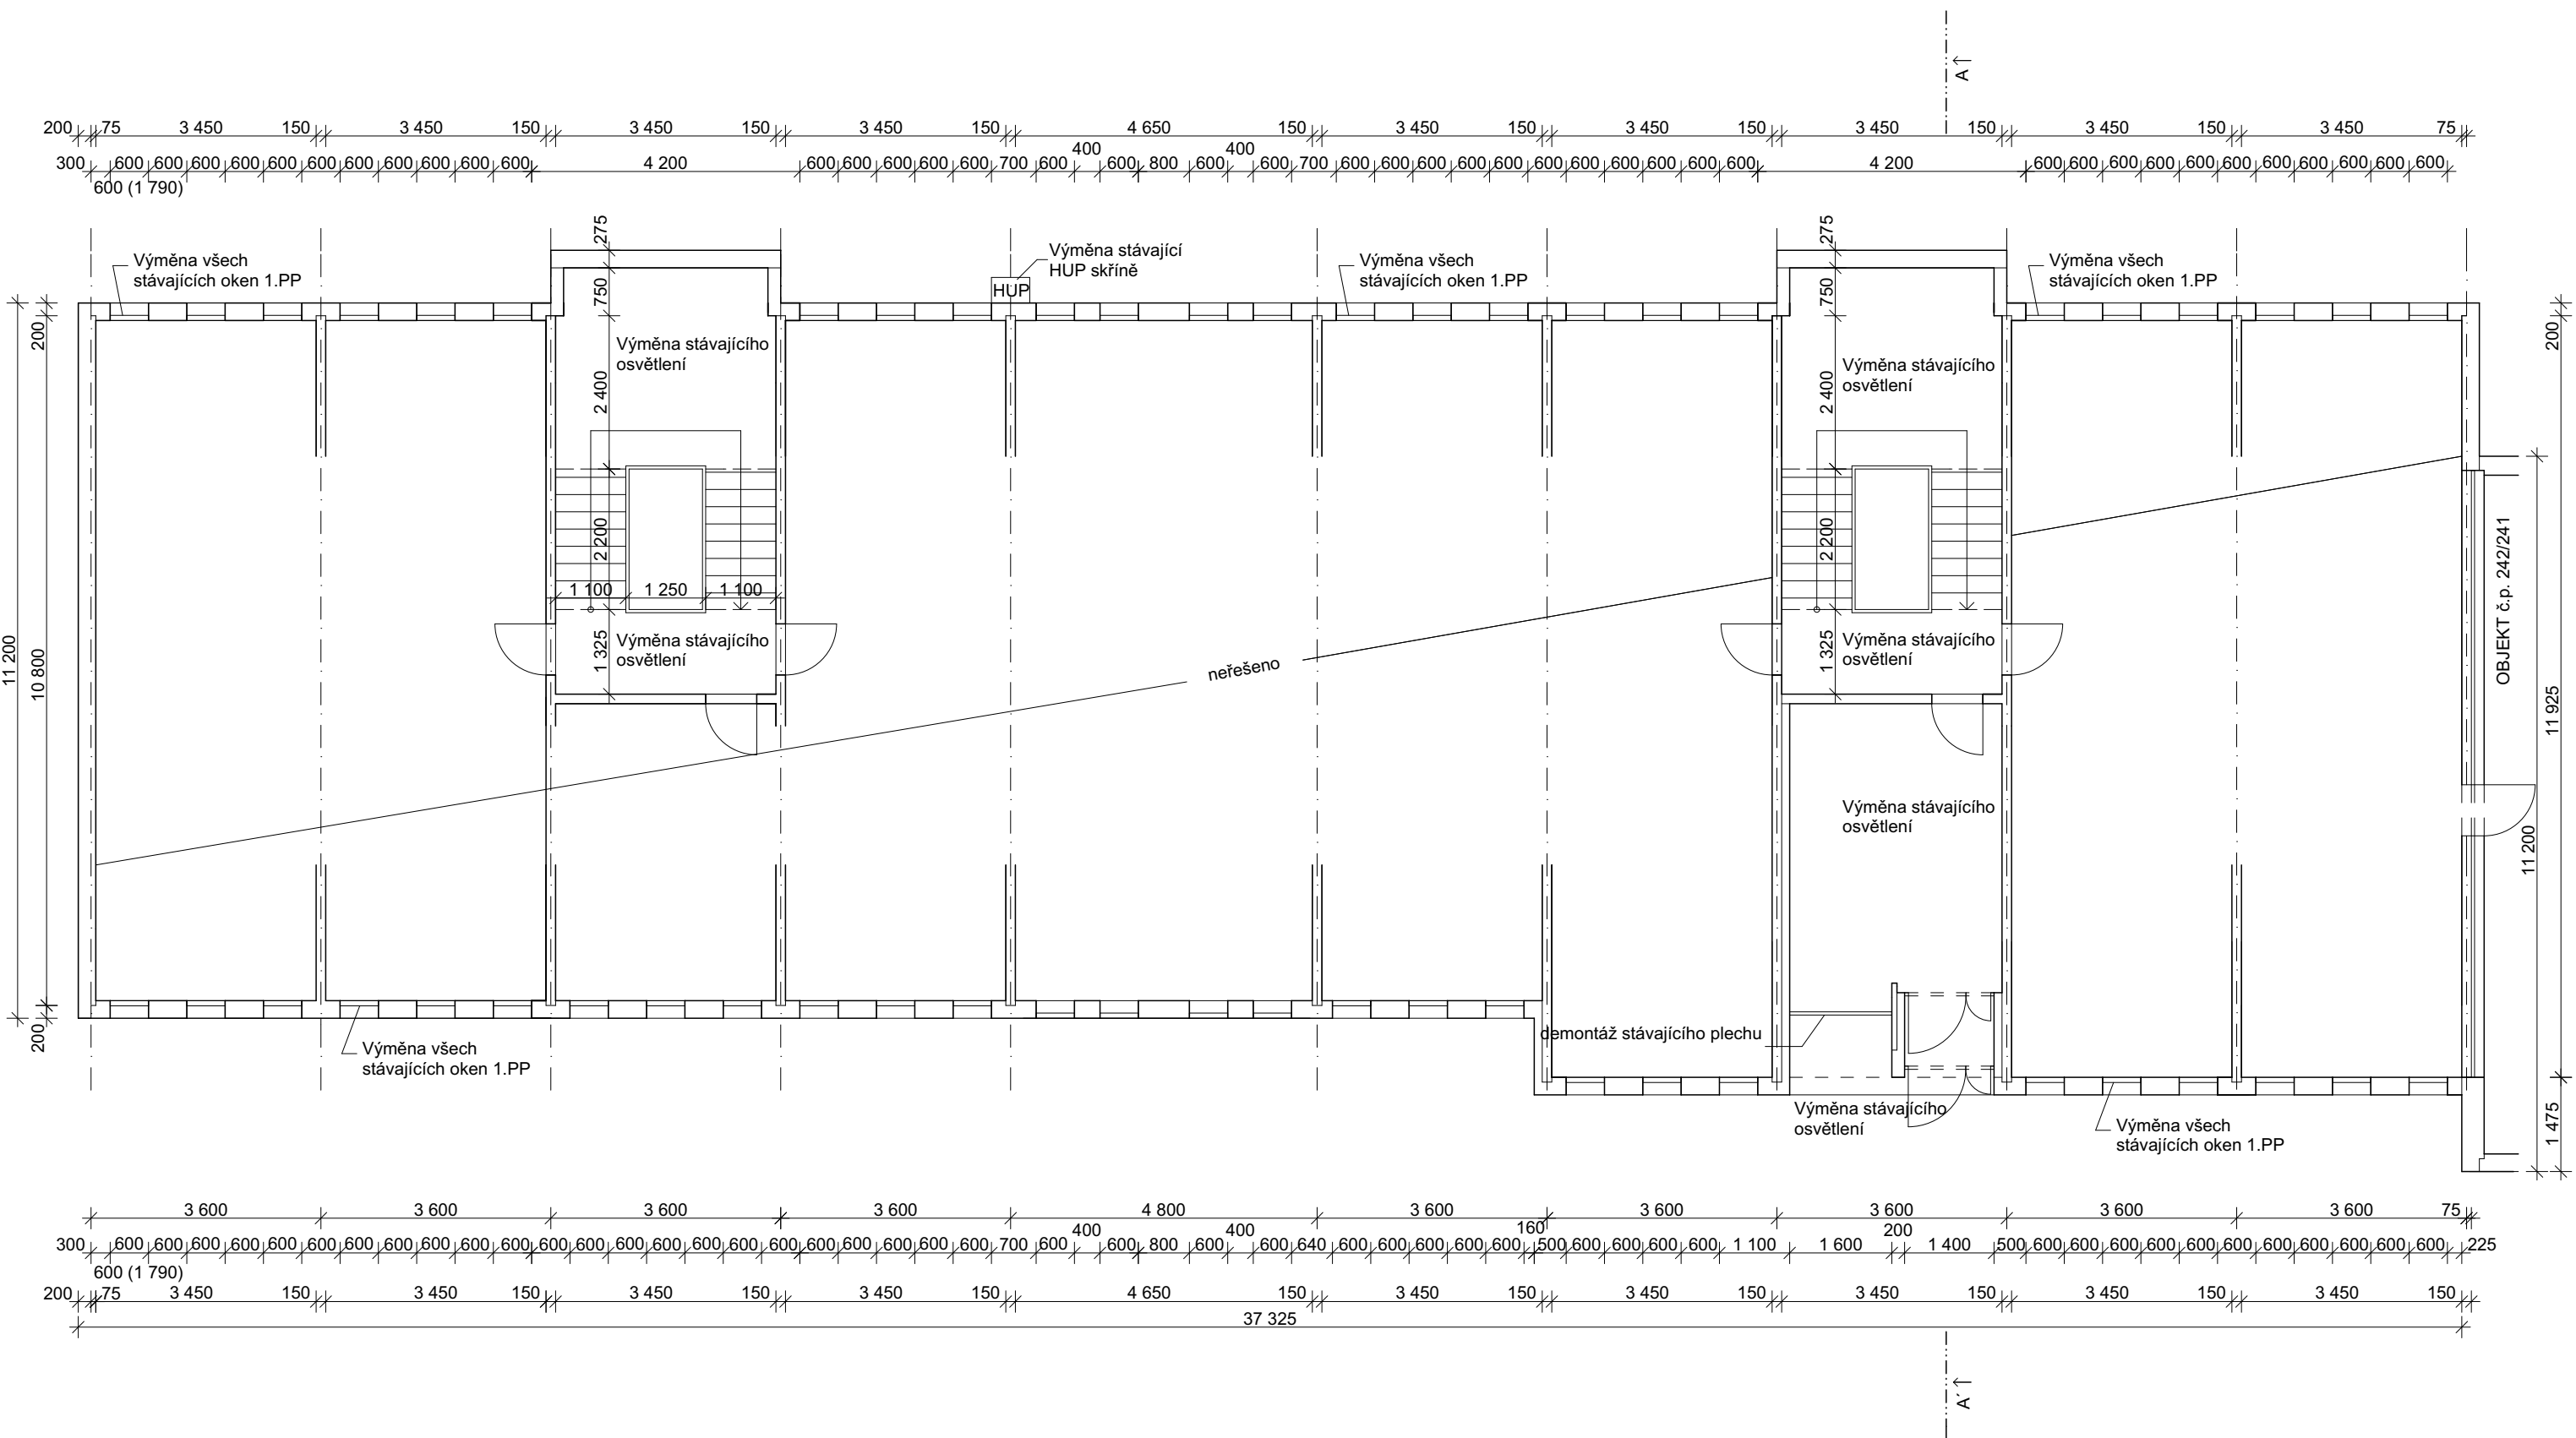 A
200 75 3 450 150 3 450 150 3 450 150 3 450 150 4 650 150 3 450 150 3 450 150 3 450 150 3 450 150 3 450 75
400 400
300 600 600 600 600 600 600 600 600 600 600 600 4 200 600 600 600 600 600 700 600 600 800 600 600 700 600 600 600 600 600 600 600 600 600 600 600 4 200 600 600 600 600 600 600 600 600 600 600 600
600 (1 790)
275
275
Výměna všech
stávajících oken 1.PP
Výměna stávající
HUP skříně
HUP
Výměna všech
stávajících oken 1.PP
Výměna všech
stávajících oken 1.PP
750
750
200
200
Výměna stávajícího
osvětlení
Výměna stávajícího
osvětlení
2 400
2 400
2 200
2 200
1 100 1 250 1 100
OBJEKT č.p. 242/241
Výměna stávajícího
osvětlení
1 325
neřešeno
Výměna stávajícího
osvětlení
1 325
11 200
10 800
11 925
11 200
Výměna stávajícího
osvětlení
200
demontáž stávajícího plechu
Výměna všech
stávajících oken 1.PP
Výměna stávajícího
osvětlení
Výměna všech
stávajících oken 1.PP
1 475
3 600 3 600 3 600 3 600 4 800 3 600 3 600 3 600 3 600 3 600 75
400 400 160 200
300 600 600 600 600 600 600 600 600 600 600 600 600 600 600 600 600 600 600 600 600 600 600 600 700 600 600 800 600 600 640 600 600 600 600 600 500 600 600 600 600 1 100 1 600 1 400 500 600 600 600 600 600 600 600 600 600 600 600 225
600 (1 790)
200 75 3 450 150 3 450 150 3 450 150 3 450 150 4 650 150 3 450 150 3 450 150 3 450 150 3 450 150 3 450 150
37 325
A'